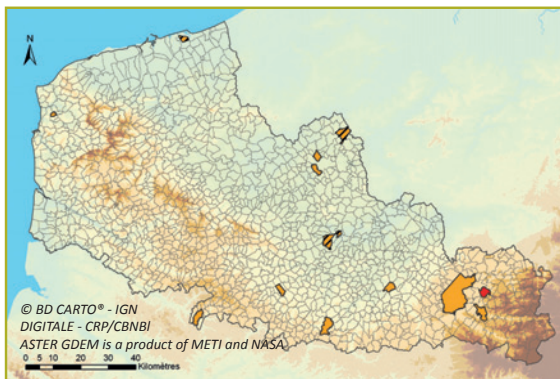 N
© BD CARTO® - IGN
DIGITALE - CRP/CBNBl
ASTER GDEM is a product of METI and NASA
0 5 10 20 30 40
Kilomètres